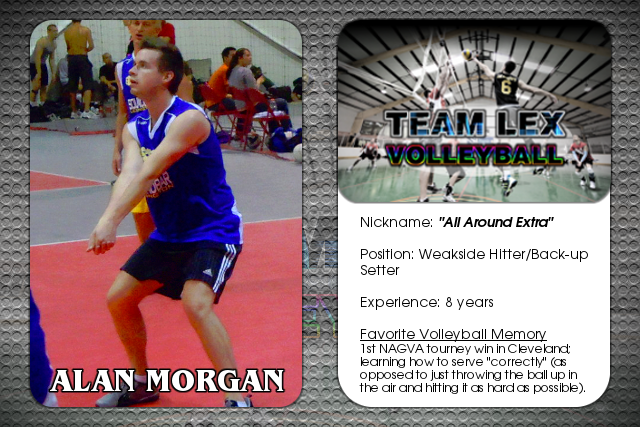 ALAN MORGAN
6
TEAM LEX
VOLLEYBALL
Nickname: "All Around Extra"
Position: Weakside Hitter/Back-up
Setter
Experience: 8 years
Favorite Volleyball Memory
1st NAGVA tourney win in Cleveland;
learning how to serve "correctly" (as
opposed to just throwing the ball up in
the air and hitting it as hard as possible).